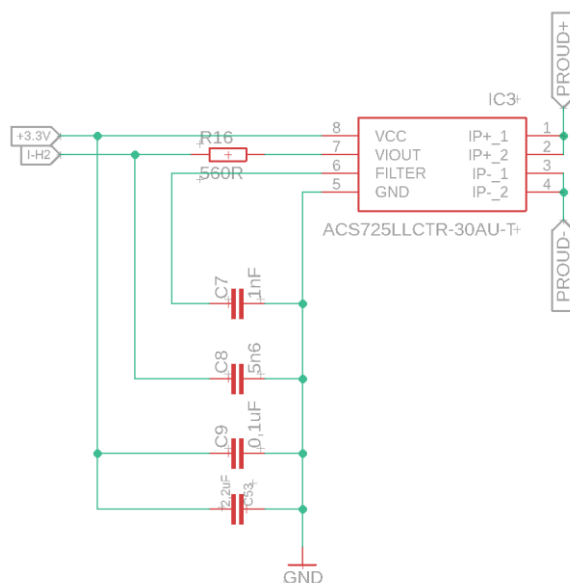 PROUD+
IC3
+3.3V
I-H2
R16
560R
8 VCC IP+_1 1
7 VIOUT IP+_2 2
6 FILTER IP-_1 3
5 GND IP-_2 4
ACS725LLCTR-30AU-T
PROUD-
C7 1nF
C8 5n6
C9 0,1uF
2.2uF C53
GND